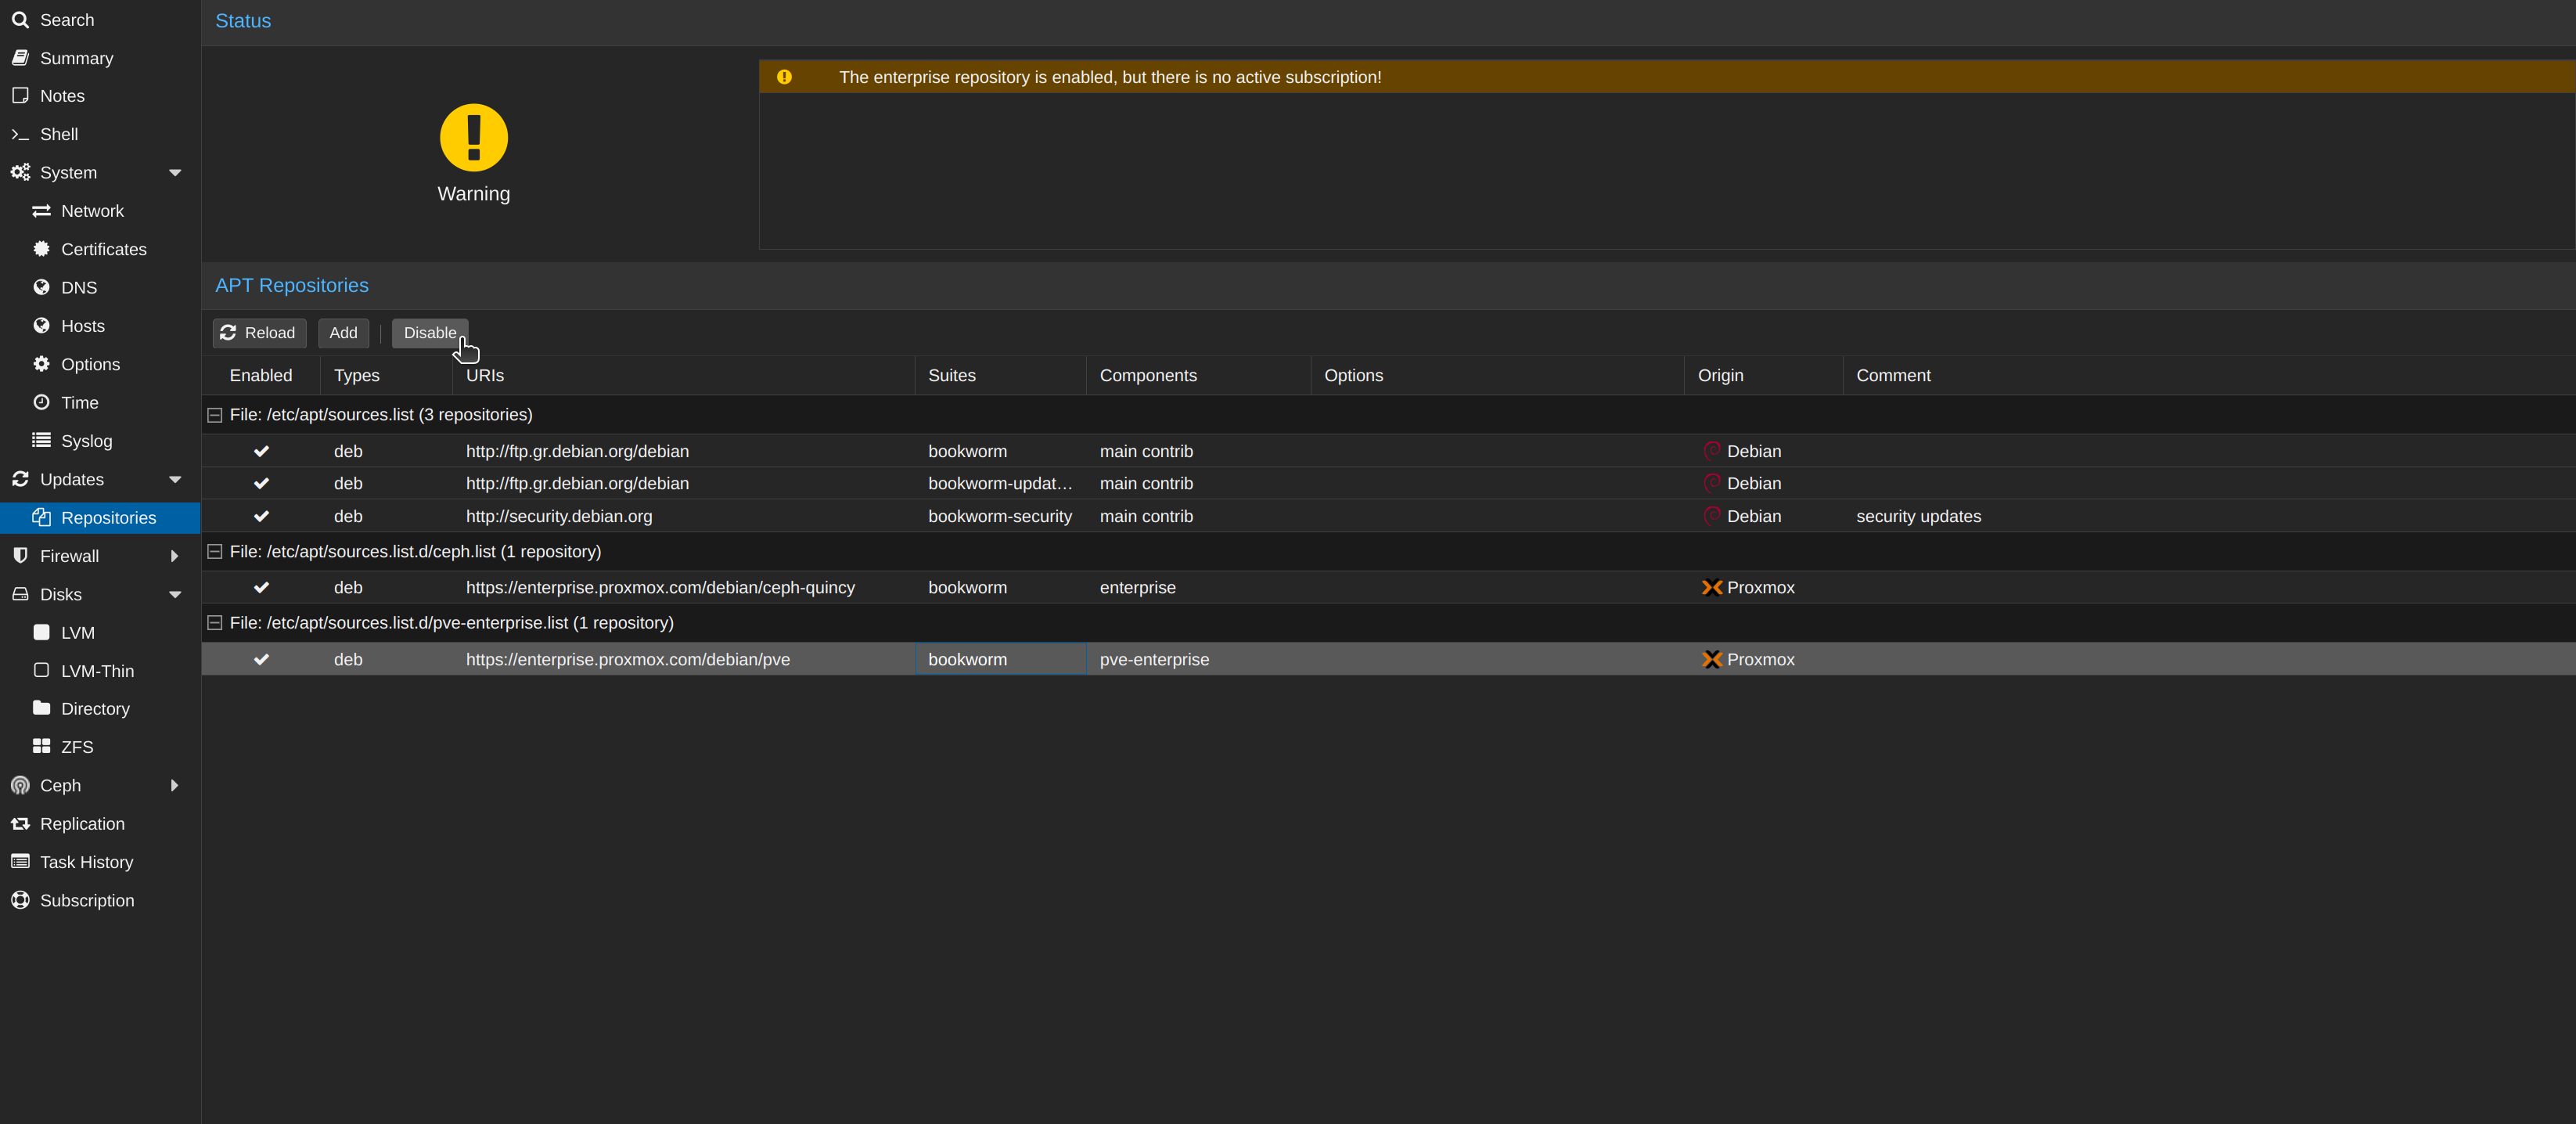 Search
Summary
Notes
Shell
System
Network
Certificates
DNS
Hosts
Options
Time
Syslog
Updates
Repositories
Firewall
Disks
LVM
LVM-Thin
Directory
ZFS
Ceph
Replication
Task History
Subscription
Status
Warning
The enterprise repository is enabled, but there is no active subscription!
APT Repositories
Reload Add Disable
Enabled Types URIs Suites Components Options Origin Comment
File: /etc/apt/sources.list (3 repositories)
deb http://ftp.gr.debian.org/debian bookworm main contrib Debian
deb http://ftp.gr.debian.org/debian bookworm-updat... main contrib Debian
deb http://security.debian.org bookworm-security main contrib Debian security updates
File: /etc/apt/sources.list.d/ceph.list (1 repository)
deb https://enterprise.proxmox.com/debian/ceph-quincy bookworm enterprise Proxmox
File: /etc/apt/sources.list.d/pve-enterprise.list (1 repository)
deb https://enterprise.proxmox.com/debian/pve bookworm pve-enterprise Proxmox